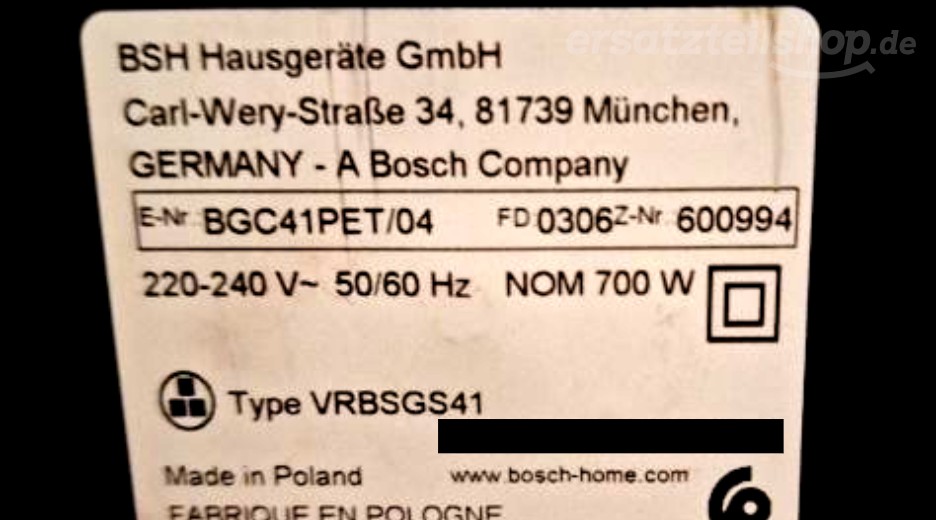 ersatzteilshop.de
BSH Hausgeräte GmbH
Carl-Wery-Straße 34, 81739 München,
GERMANY - A Bosch Company
E-Nr. BGC41PET/04 FD 0306 Z-Nr. 600994
220-240 V~ 50/60 Hz NOM 700 W
Type VRBSGS41
Made in Poland www.bosch-home.com
FABRIQUE EN POLOGNE